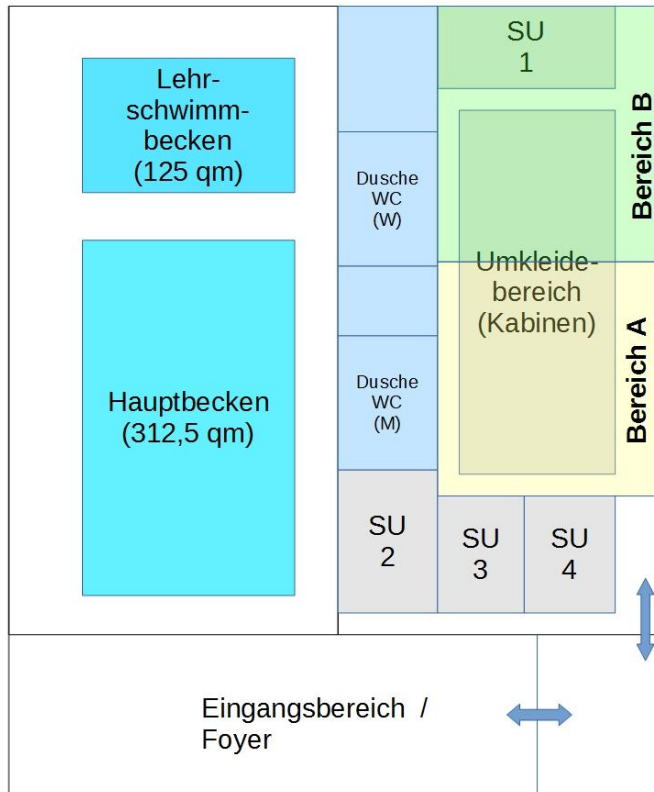 Lehr-
schwimm-
becken
(125 qm)
Hauptbecken
(312,5 qm)
Dusche
WC
(W)
Dusche
WC
(M)
SU
1
Umkleide-
bereich
(Kabinen)
Bereich B
Bereich A
SU
2
SU
3
SU
4
Eingangsbereich /
Foyer